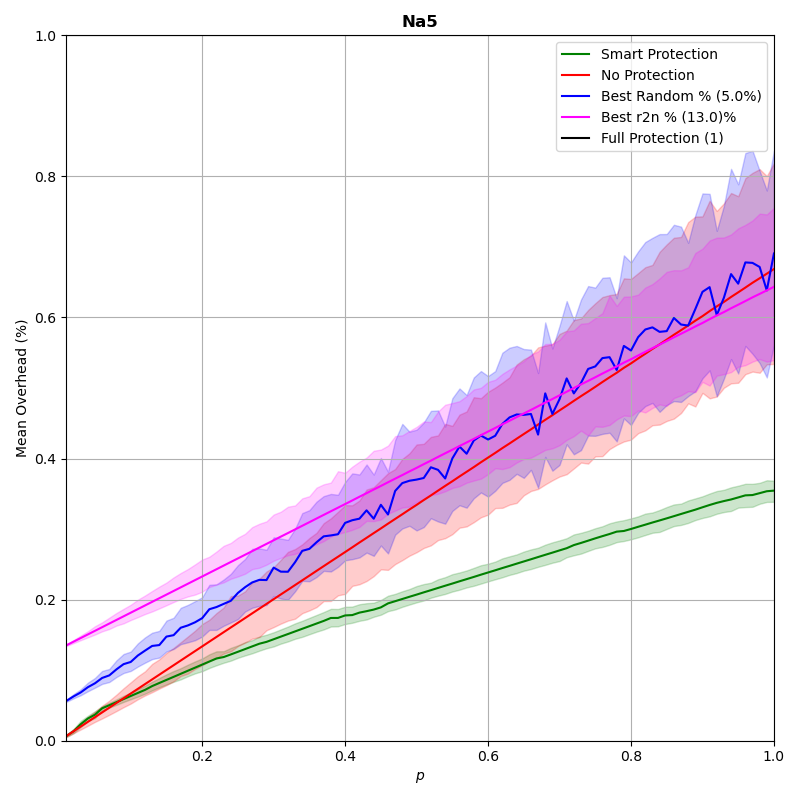 Na5
1.0
0.8
0.6
0.4
0.2
0.0
Mean Overhead (%)
Smart Protection
No Protection
Best Random % (5.0%)
Best r2n % (13.0)%
Full Protection (1)
0.2
0.4
0.6
0.8
1.0
p